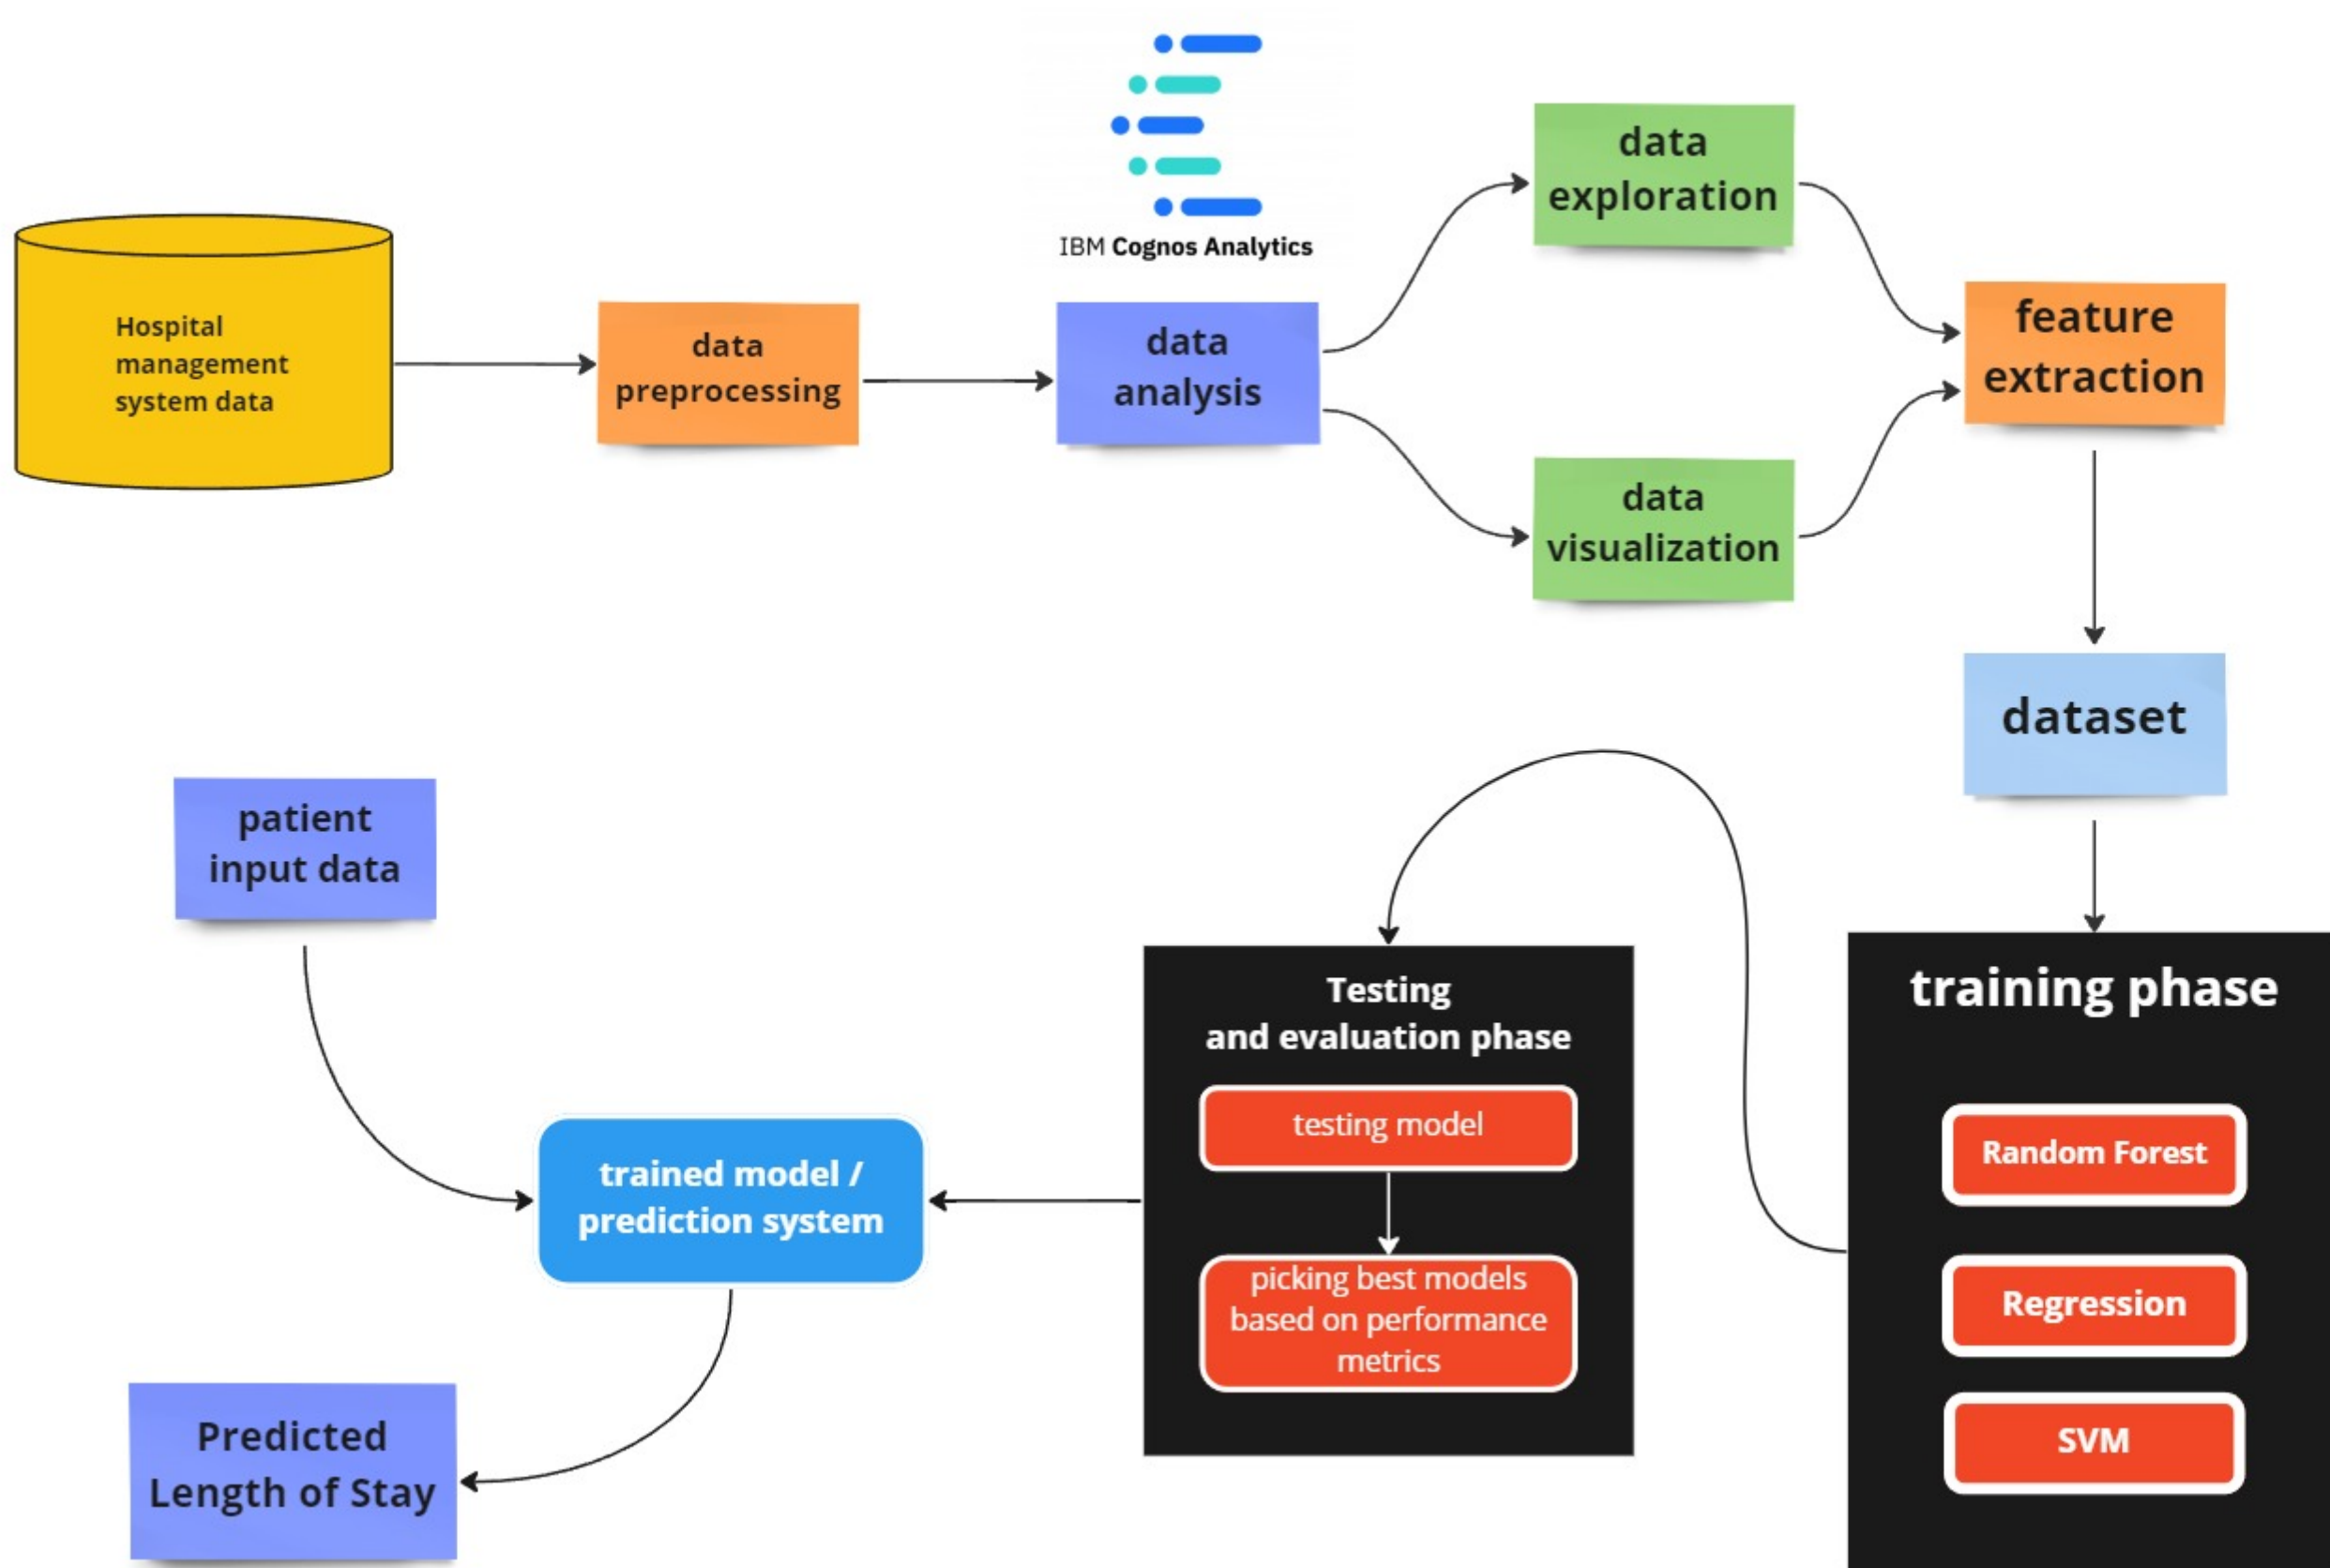 IBM Cognos Analytics
Hospital
management
system data
data
preprocessing
data
analysis
data
exploration
data
visualization
feature
extraction
dataset
training phase
Random Forest
Regression
SVM
Testing
and evaluation phase
testing model
picking best models
based on performance
metrics
patient
input data
trained model /
prediction system
Predicted
Length of Stay